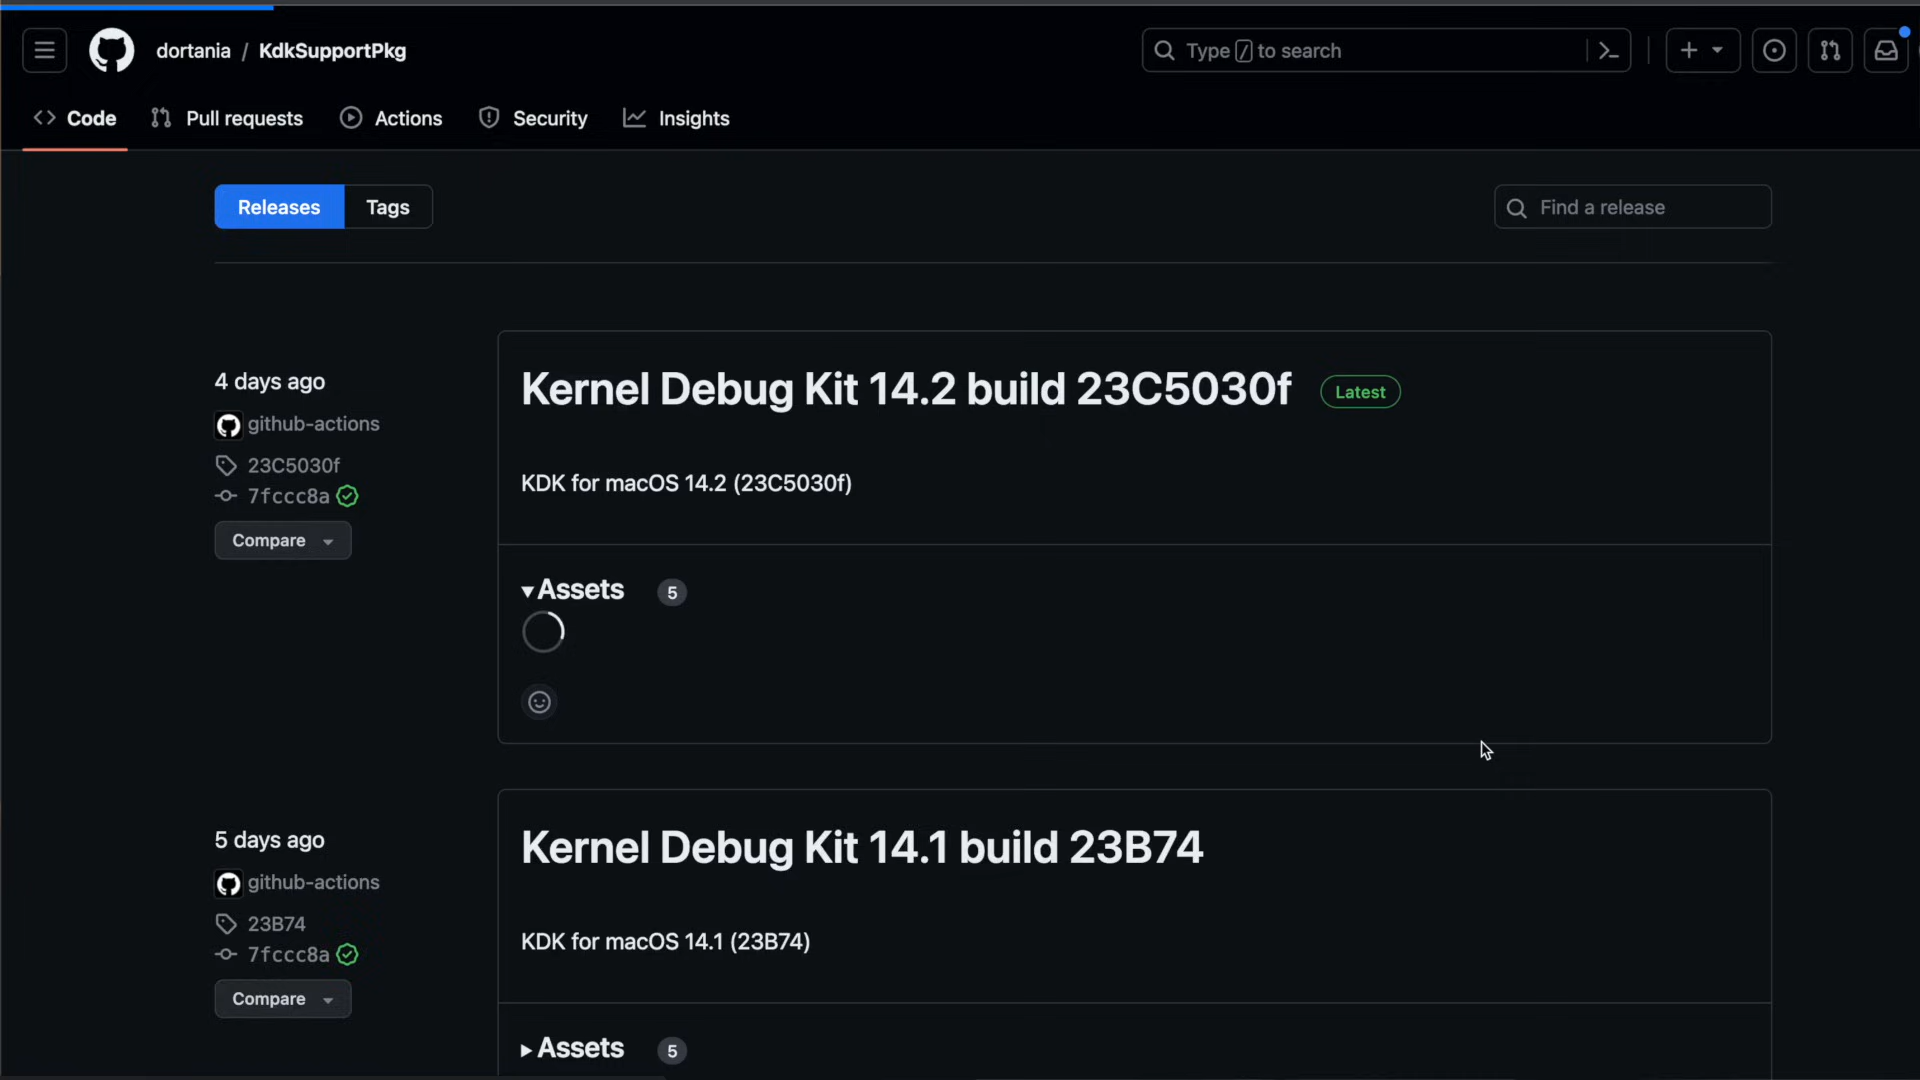 dortania / KdkSupportPkg
Type / to search
Code
Pull requests
Actions
Security
Insights
Releases
Tags
Find a release
4 days ago
github-actions
23C5030f
7fccc8a
Compare
Kernel Debug Kit 14.2 build 23C5030f
Latest
KDK for macOS 14.2 (23C5030f)
Assets 5
5 days ago
github-actions
23B74
7fccc8a
Compare
Kernel Debug Kit 14.1 build 23B74
KDK for macOS 14.1 (23B74)
Assets 5